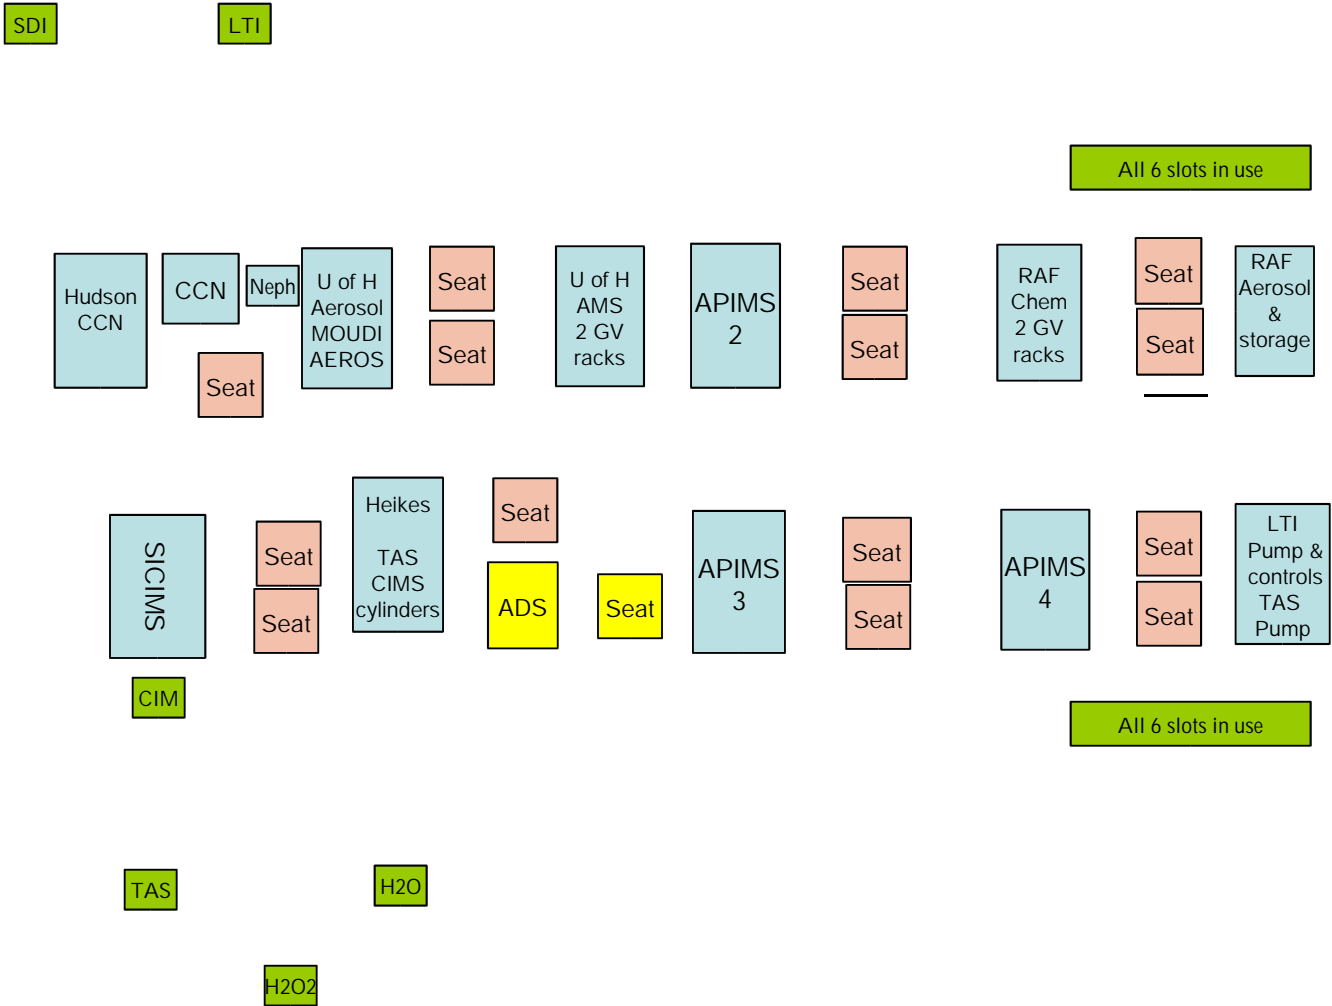 SDI
LTI
All 6 slots in use
Hudson
CCN
CCN
Neph
U of H
Aerosol
MOUDI
AEROS
Seat
Seat
Seat
U of H
AMS
2 GV
racks
APIMS
2
Seat
Seat
RAF
Chem
2 GV
racks
Seat
Seat
RAF
Aerosol
&
storage
SICIMS
Seat
Seat
Heikes
TAS
CIMS
cylinders
Seat
ADS
Seat
APIMS
3
Seat
Seat
APIMS
4
Seat
Seat
LTI
Pump &
controls
TAS
Pump
CIM
All 6 slots in use
TAS
H2O
H2O2